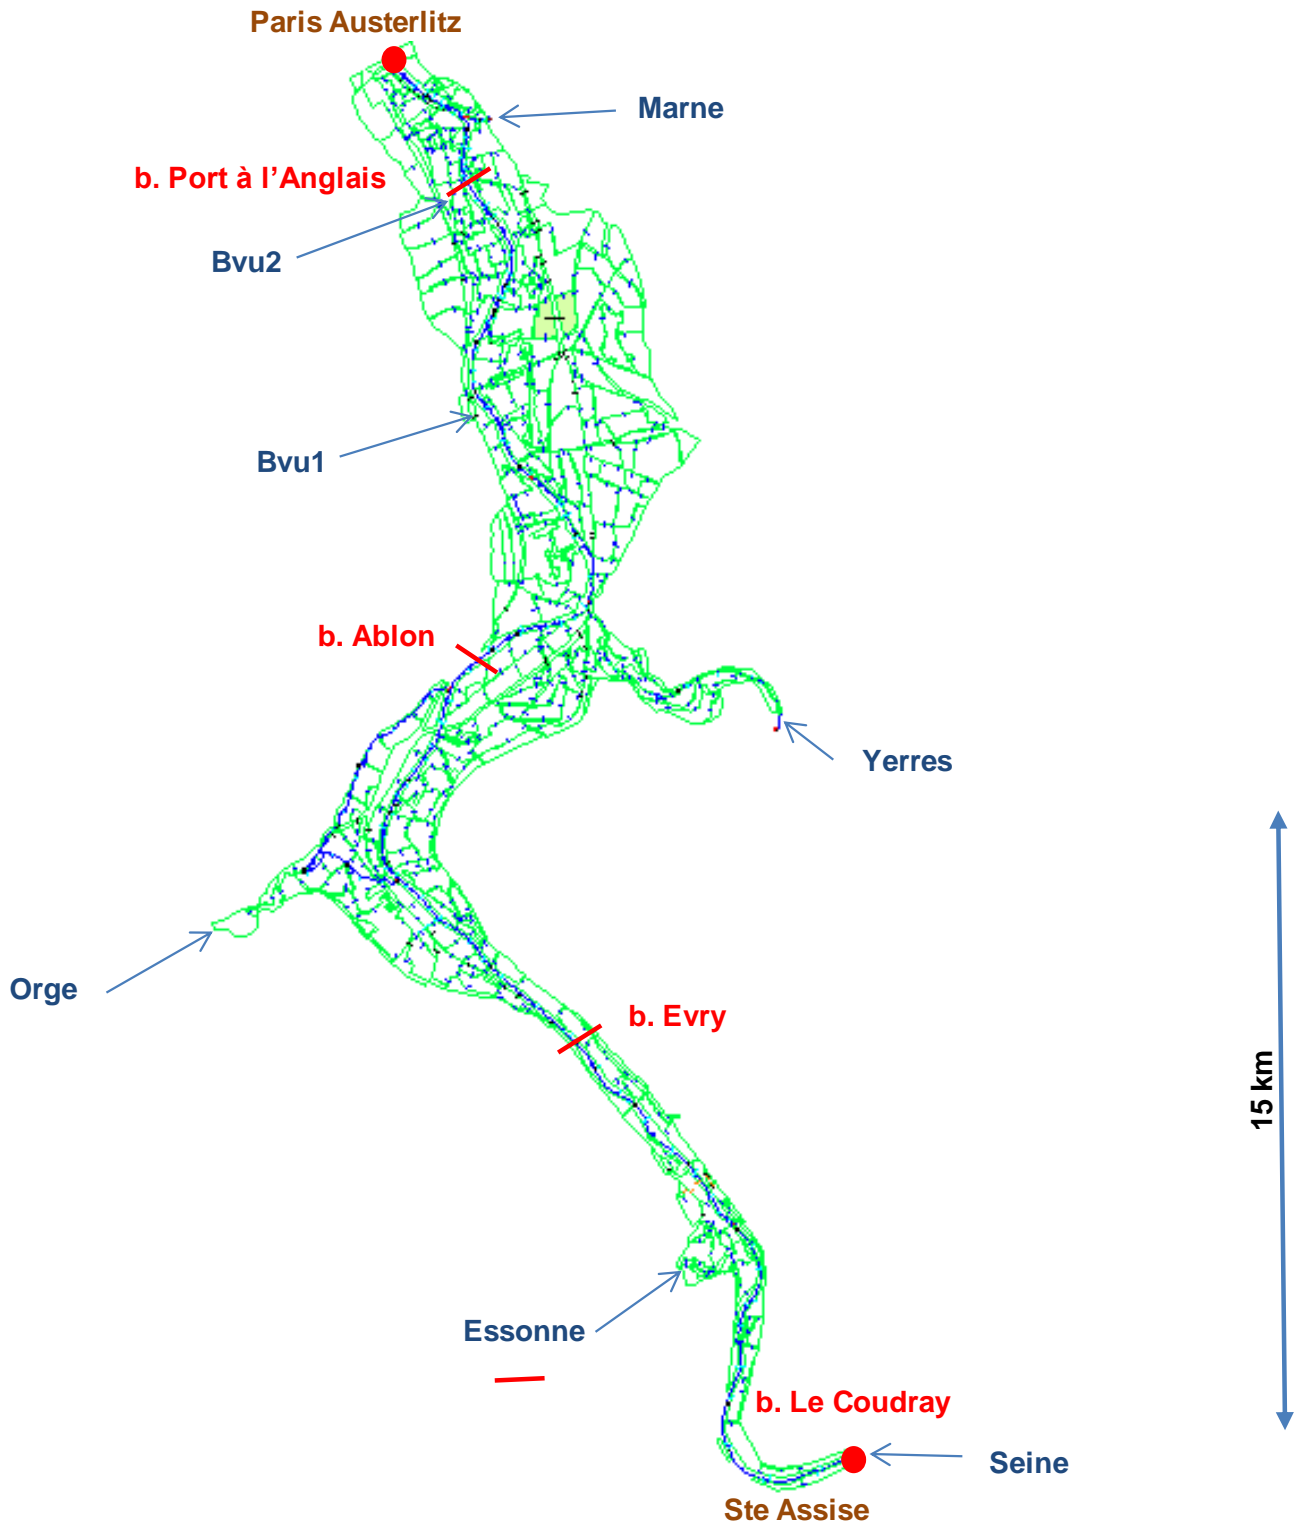 Paris Austerlitz
Marne
b. Port à l’Anglais
Bvu2
Bvu1
b. Ablon
Yerres
Orge
b. Evry
15 km
Essonne
b. Le Coudray
Seine
Ste Assise